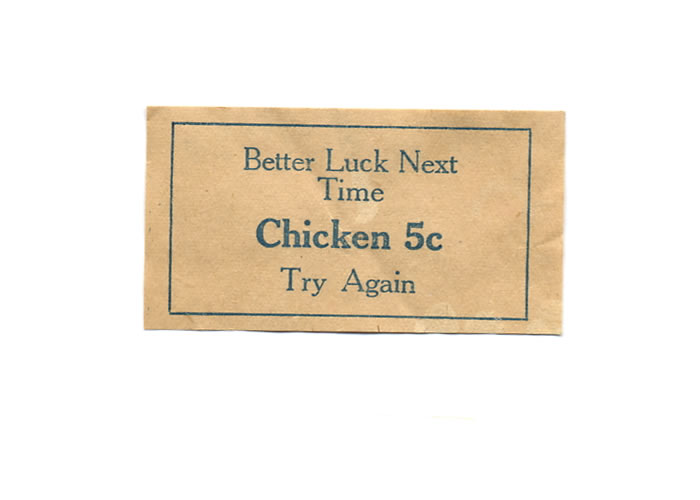 Better Luck Next
Time
Chicken 5c
Try Again